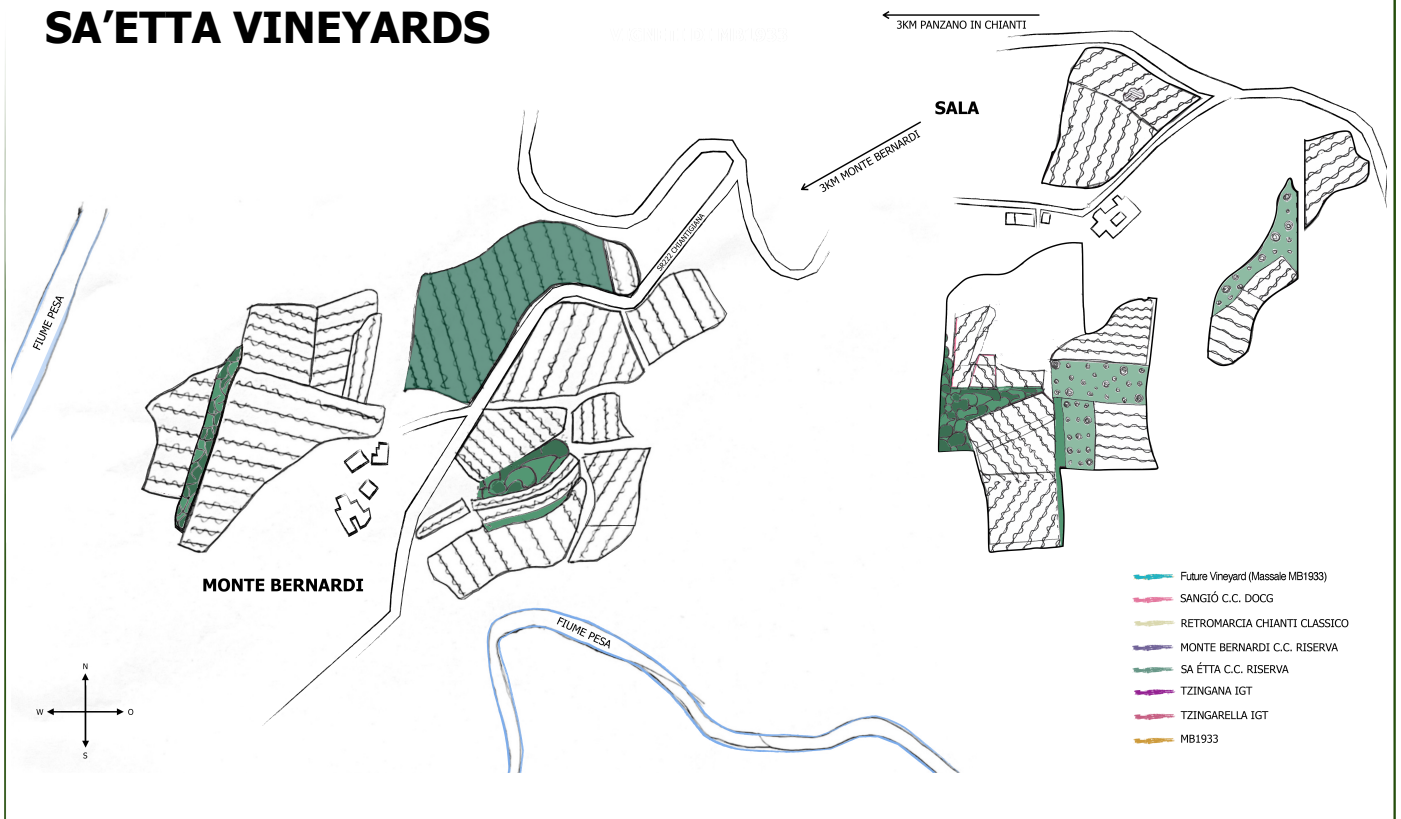 SA'ETTA VINEYARDS
3KM PANZANO IN CHIANTI
SALA
3KM MONTE BERNARDI
SR222 CHIANTIGIANA
FIUME PESA
MONTE BERNARDI
FIUME PESA
Future Vineyard (Massale MB1933)
SANGIÓ C.C. DOCG
RETROMARCIA CHIANTI CLASSICO
MONTE BERNARDI C.C. RISERVA
SA ÉTTA C.C. RISERVA
TZINGANA IGT
TZINGARELLA IGT
MB1933
N
W O
S